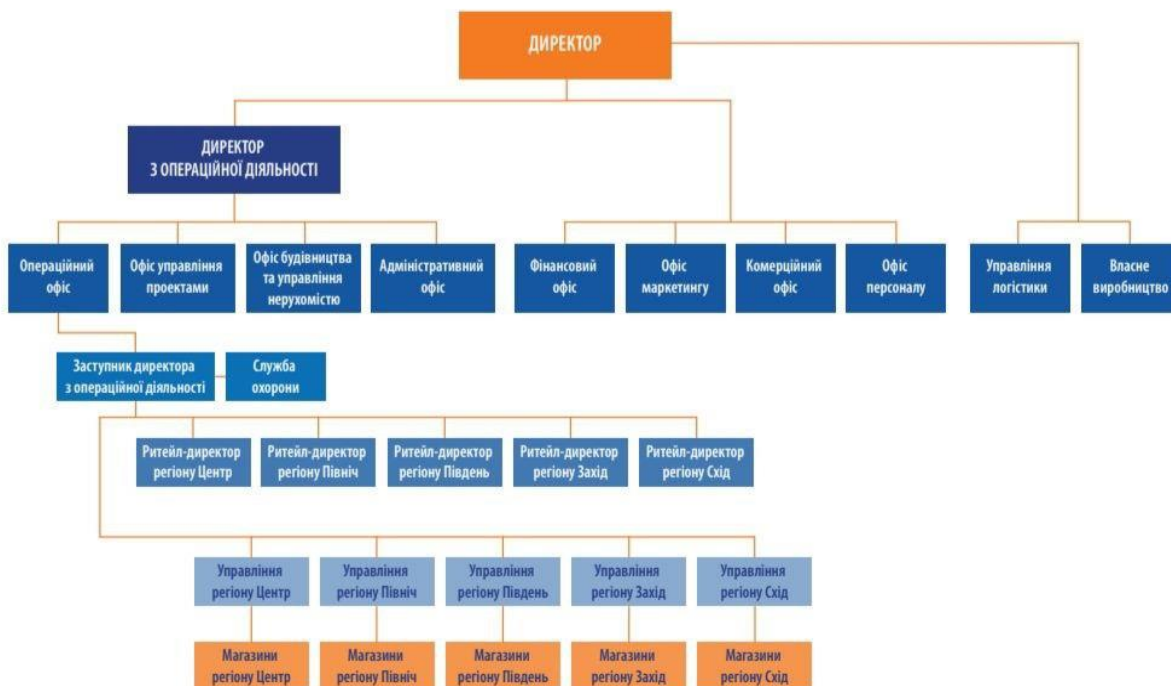 ДИРЕКТОР
ДИРЕКТОР
З ОПЕРАЦІЙНОЇ ДІЯЛЬНОСТІ
Операційний
офіс
Офіс управління
проектами
Офіс будівництва
та управління
нерухомістю
Адміністративний
офіс
Фінансовий
офіс
Офіс
маркетингу
Комерційний
офіс
Офіс
персоналу
Управління
логістики
Власне
виробництво
Заступник директора
з операційної діяльності
Служба
охорони
Ритейл-директор
регіону Центр
Ритейл-директор
регіону Північ
Ритейл-директор
регіону Південь
Ритейл-директор
регіону Захід
Ритейл-директор
регіону Схід
Управління
регіону Центр
Управління
регіону Північ
Управління
регіону Південь
Управління
регіону Захід
Управління
регіону Схід
Магазини
регіону Центр
Магазини
регіону Північ
Магазини
регіону Південь
Магазини
регіону Захід
Магазини
регіону Схід